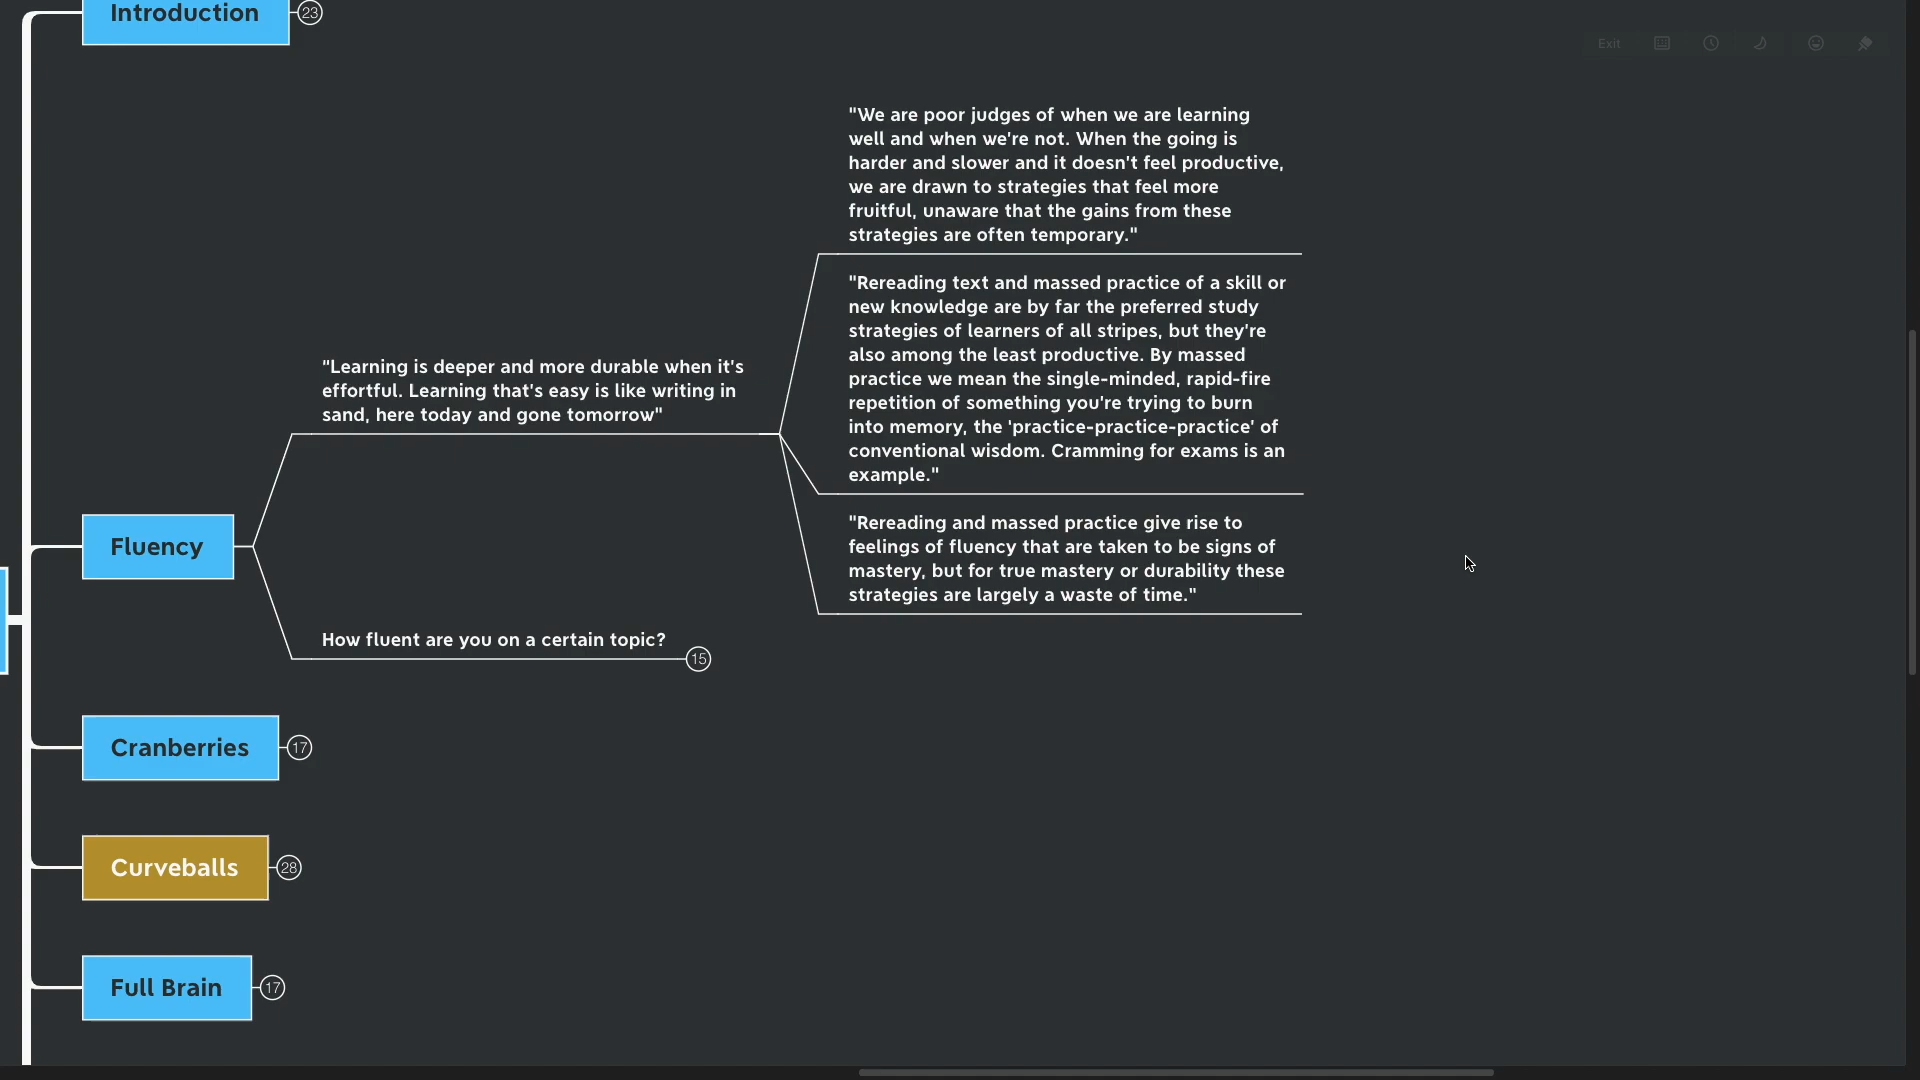 Introduction
23
Exit
"We are poor judges of when we are learning
well and when we're not. When the going is
harder and slower and it doesn't feel productive,
we are drawn to strategies that feel more
fruitful, unaware that the gains from these
strategies are often temporary."
"Rereading text and massed practice of a skill or
new knowledge are by far the preferred study
strategies of learners of all stripes, but they're
also among the least productive. By massed
practice we mean the single-minded, rapid-fire
repetition of something you're trying to burn
into memory, the 'practice-practice-practice' of
conventional wisdom. Cramming for exams is an
example."
"Learning is deeper and more durable when it's
effortful. Learning that's easy is like writing in
sand, here today and gone tomorrow"
"Rereading and massed practice give rise to
feelings of fluency that are taken to be signs of
mastery, but for true mastery or durability these
strategies are largely a waste of time."
Fluency
How fluent are you on a certain topic?
15
Cranberries
17
Curveballs
28
Full Brain
17